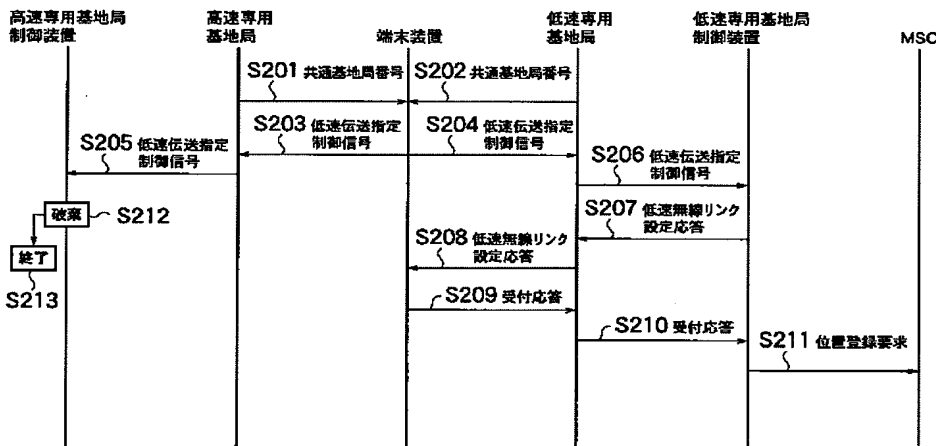 高速専用基地局
制御装置
高速専用
基地局
端末装置
低速専用
基地局
低速専用基地局
制御装置
MSC
S201 共通基地局番号
S202 共通基地局番号
S203 低速伝送指定
制御信号
S204 低速伝送指定
制御信号
S205 低速伝送指定
制御信号
S206 低速伝送指定
制御信号
破棄
S212
S207 低速無線リンク
設定応答
S208 低速無線リンク
設定応答
終了
S213
S209 受付応答
S210 受付応答
S211 位置登録要求